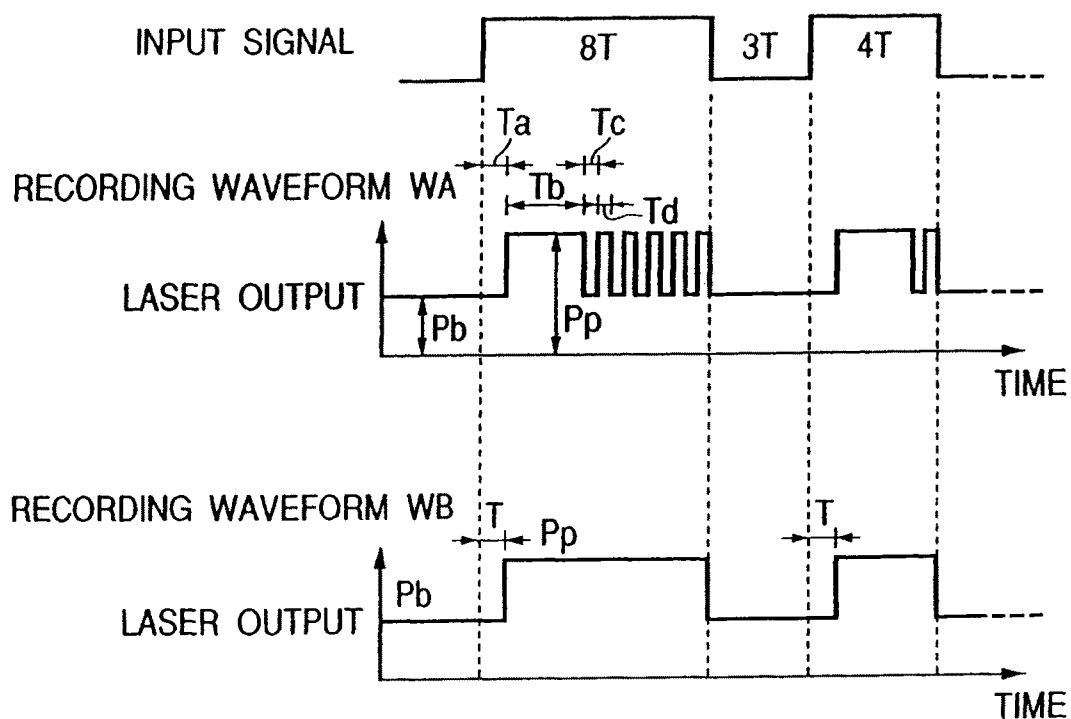 INPUT SIGNAL
8T
3T
4T
Ta
Tc
RECORDING WAVEFORM WA
Tb
Td
LASER OUTPUT
Pb
Pp
TIME
RECORDING WAVEFORM WB
T
Pp
T
Pb
LASER OUTPUT
TIME